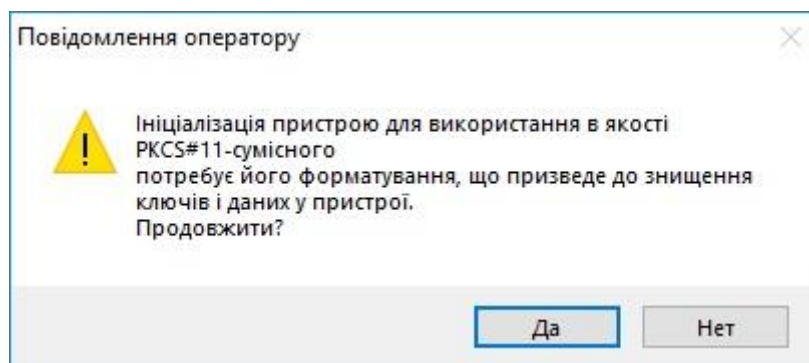 Повідомлення оператору
Ініціалізація пристрою для використання в якості
PKCS#11-сумісного
потребує його форматування, що призведе до знищення
ключів і даних у пристрої.
Продовжити?
Да Нет